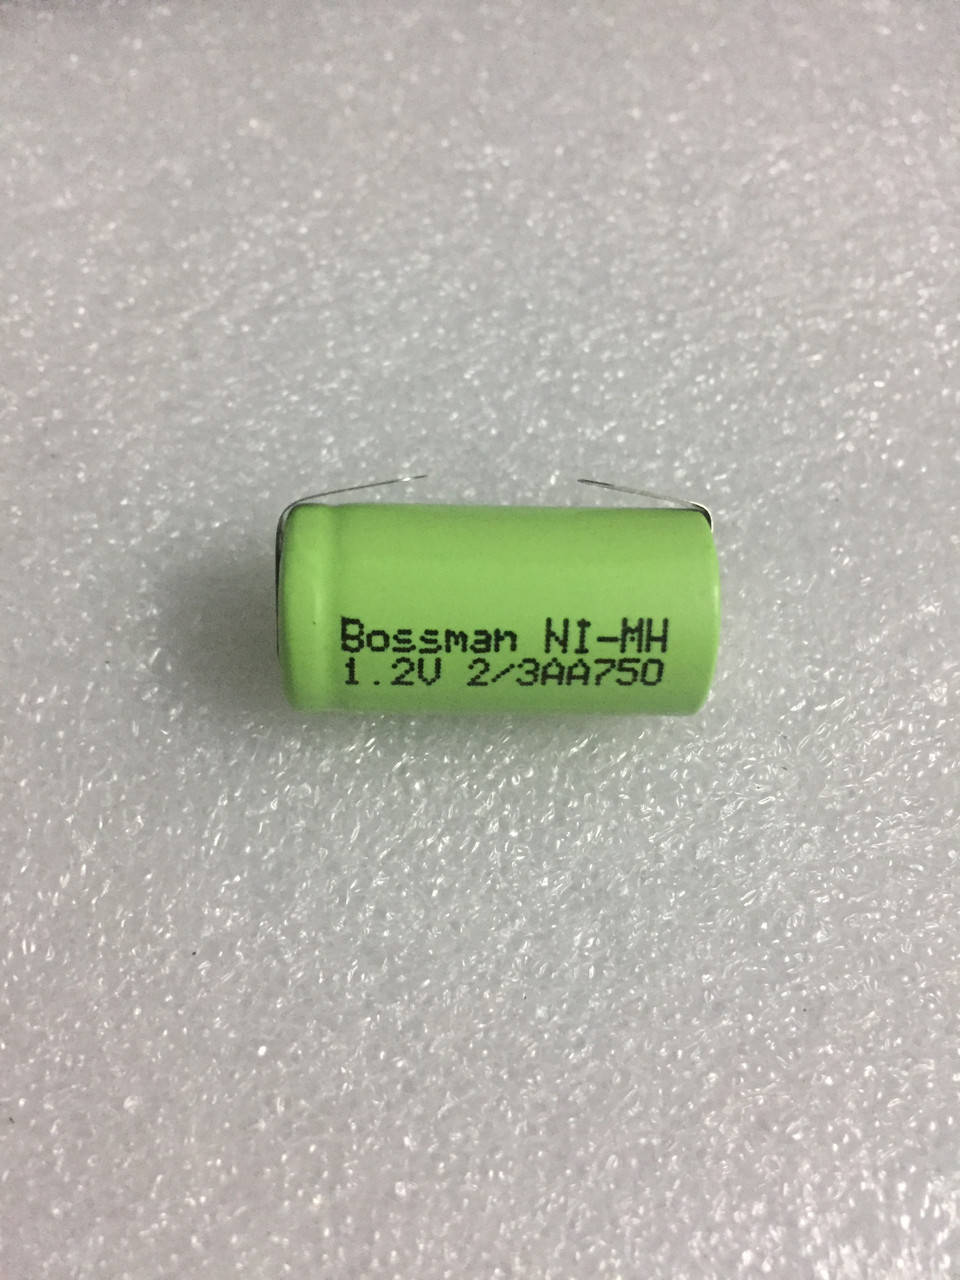 Bossman NI-MH
1.2V 2/3AA750